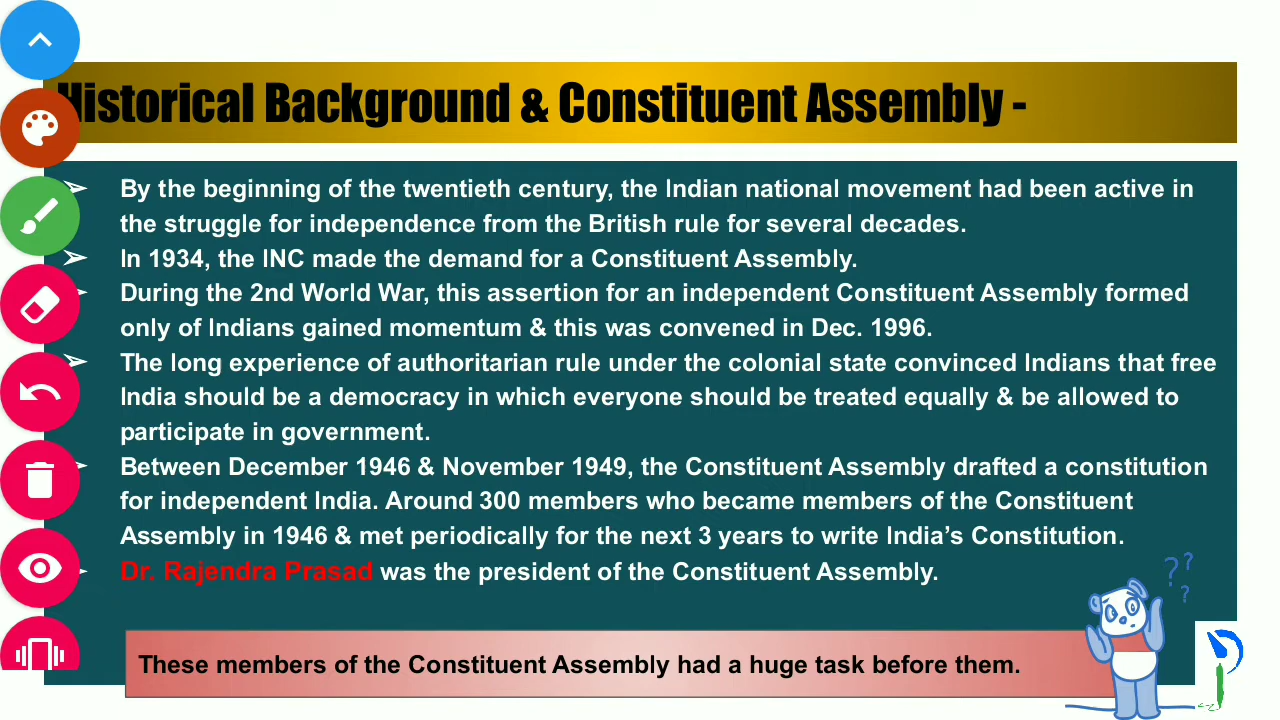 Historical Background & Constituent Assembly -
➢ By the beginning of the twentieth century, the Indian national movement had been active in
the struggle for independence from the British rule for several decades.
➢ In 1934, the INC made the demand for a Constituent Assembly.
➢ During the 2nd World War, this assertion for an independent Constituent Assembly formed
only of Indians gained momentum & this was convened in Dec. 1996.
➢ The long experience of authoritarian rule under the colonial state convinced Indians that free
India should be a democracy in which everyone should be treated equally & be allowed to
participate in government.
➢ Between December 1946 & November 1949, the Constituent Assembly drafted a constitution
for independent India. Around 300 members who became members of the Constituent
Assembly in 1946 & met periodically for the next 3 years to write India’s Constitution.
➢ Dr. Rajendra Prasad was the president of the Constituent Assembly.
???
These members of the Constituent Assembly had a huge task before them.